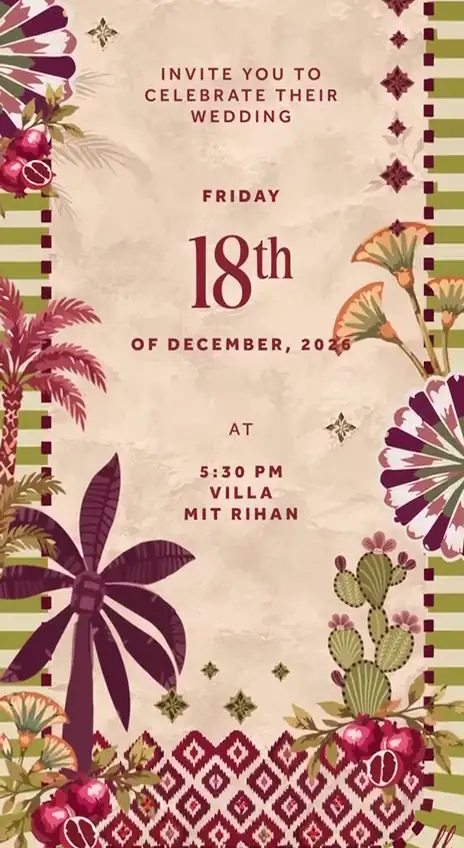 INVITE YOU TO
CELEBRATE THEIR
WEDDING
FRIDAY
18th
OF DECEMBER, 2026
AT
5:30 PM
VILLA
MIT RIHAN